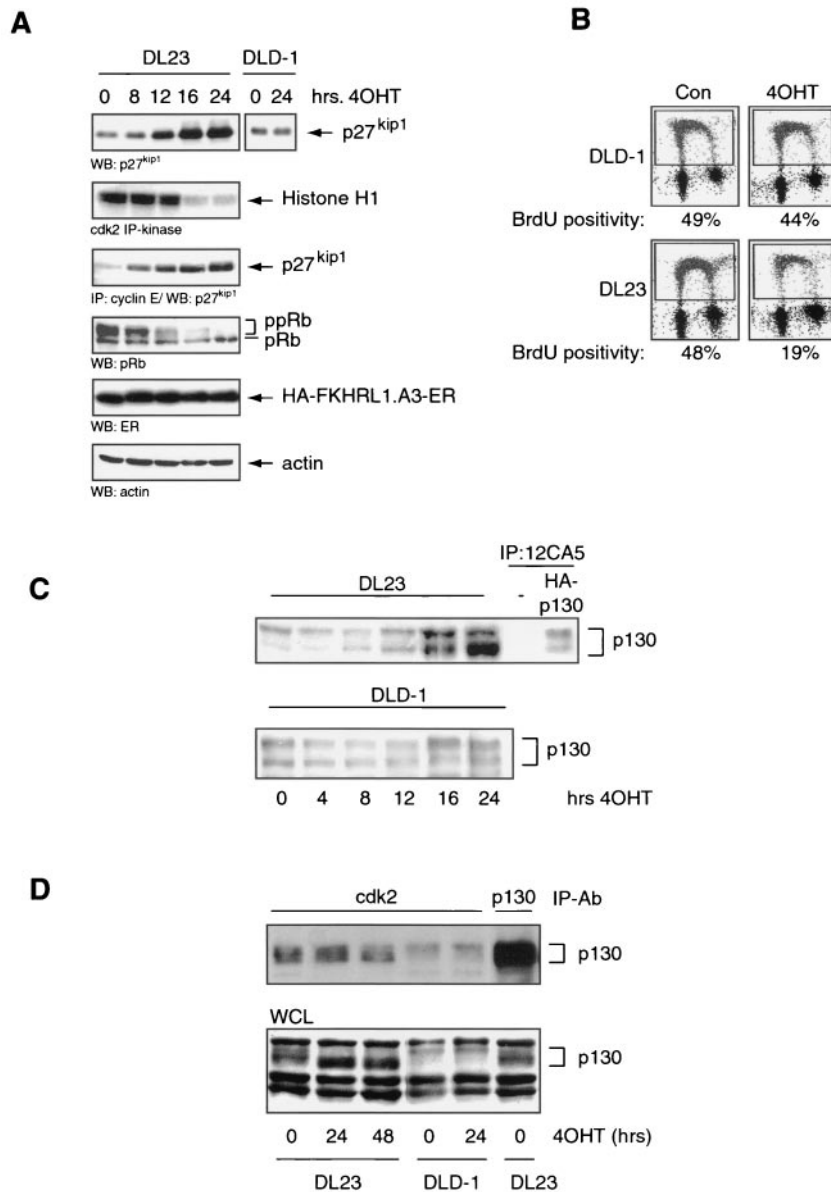 A
DL23 DLD-1
0 8 12 16 24 0 24 hrs. 4OHT
p27kip1
WB: p27kip1
Histone H1
cdk2 IP-kinase
p27kip1
IP: cyclin E/ WB: p27kip1
ppRb
pRb
WB: pRb
HA-FKHRL1.A3-ER
WB: ER
actin
WB: actin
B
Con 4OHT
DLD-1
BrdU positivity: 49% 44%
DL23
BrdU positivity: 48% 19%
C
IP:12CA5
DL23 - HA-
p130
p130
DLD-1
p130
0 4 8 12 16 24 hrs 4OHT
D
cdk2 p130 IP-Ab
p130
WCL
p130
0 24 48 0 24 0 4OHT (hrs)
DL23 DLD-1 DL23